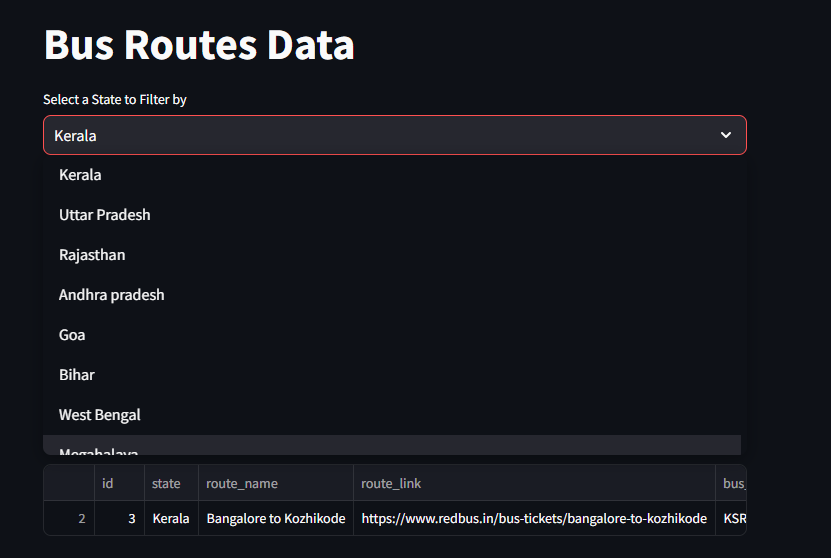 Bus Routes Data
Select a State to Filter by
Kerala
Kerala
Uttar Pradesh
Rajasthan
Andhra pradesh
Goa
Bihar
West Bengal
Megahalaya
id state route_name route_link bus_
2 3 Kerala Bangalore to Kozhikode https://www.redbus.in/bus-tickets/bangalore-to-kozhikode KSR